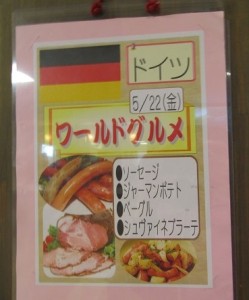 ドイツ
5/22(金)
ワールドグルメ
●ソーセージ
●ジャーマンポテト
●ベーグル
●シュヴァイネブラーテ